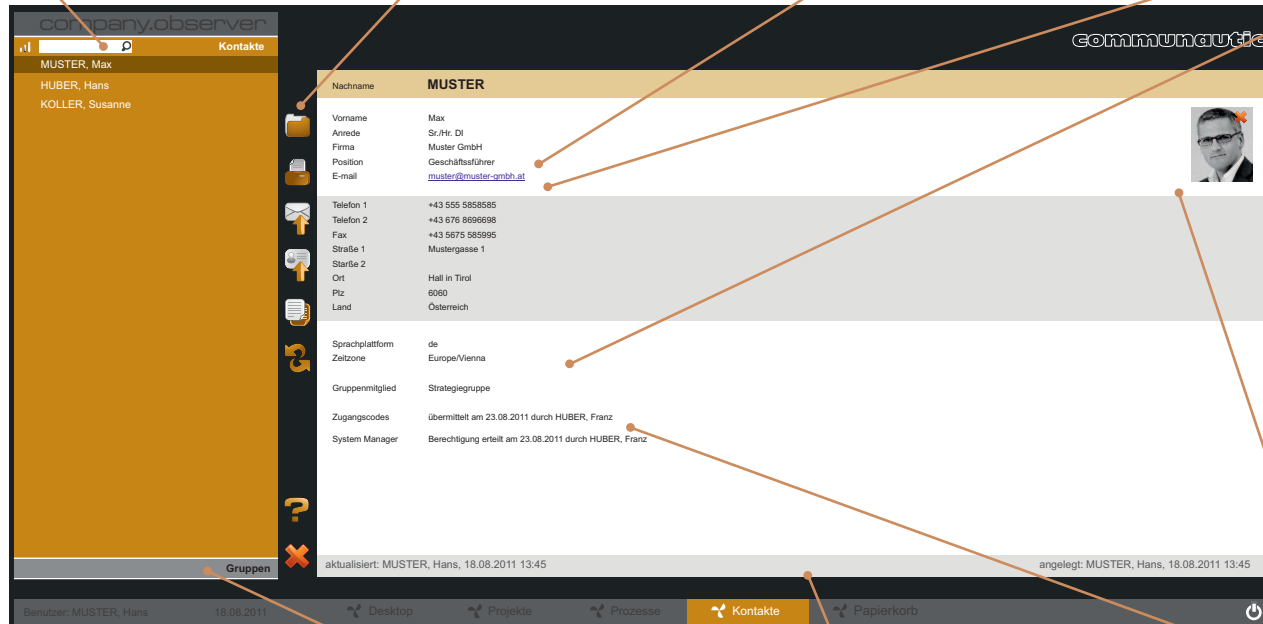 company.observer
communautic
Kontakte
MUSTER, Max
HUBER, Hans
KOLLER, Susanne
Nachname MUSTER
Vorname Max
Anrede Sr./Hr. DI
Firma Muster GmbH
Position Geschäftsführer
E-mail muster@muster-gmbh.at
Telefon 1 +43 555 5858585
Telefon 2 +43 676 8696698
Fax +43 5675 585995
Straße 1 Mustergasse 1
Starße 2
Ort Hall in Tirol
Plz 6060
Land Österreich
Sprachplattform de
Zeitzone Europe/Vienna
Gruppenmitglied Strategiegruppe
Zugangscodes übermittelt am 23.08.2011 durch HUBER, Franz
System Manager Berechtigung erteilt am 23.08.2011 durch HUBER, Franz
Gruppen
aktualisiert: MUSTER, Hans, 18.08.2011 13:45 angelegt: MUSTER, Hans, 18.08.2011 13:45
Benutzer: MUSTER, Hans 18.08.2011 Desktop Projekte Prozesse Kontakte Papierkorb